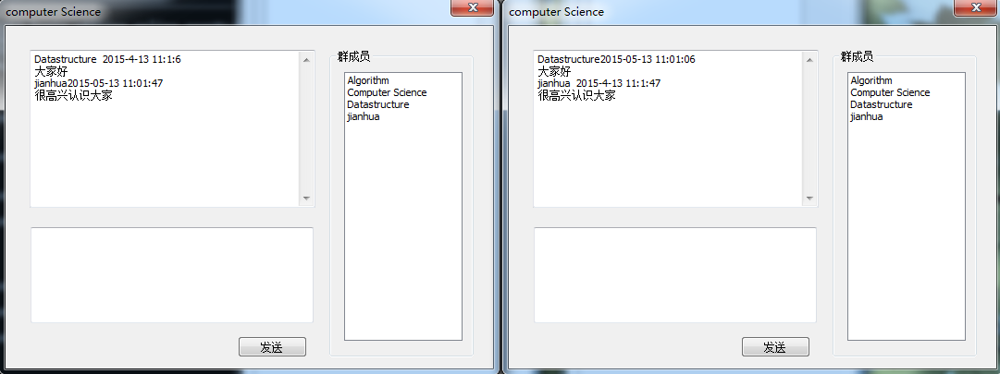 computer Science
Datastructure  2015-4-13 11:1:6
大家好
jianhua2015-05-13 11:01:47
很高兴认识大家
群成员
Algorithm
Computer Science
Datastructure
jianhua
发送
computer Science
Datastructure2015-05-13 11:01:06
大家好
jianhua  2015-4-13 11:1:47
很高兴认识大家
群成员
Algorithm
Computer Science
Datastructure
jianhua
发送